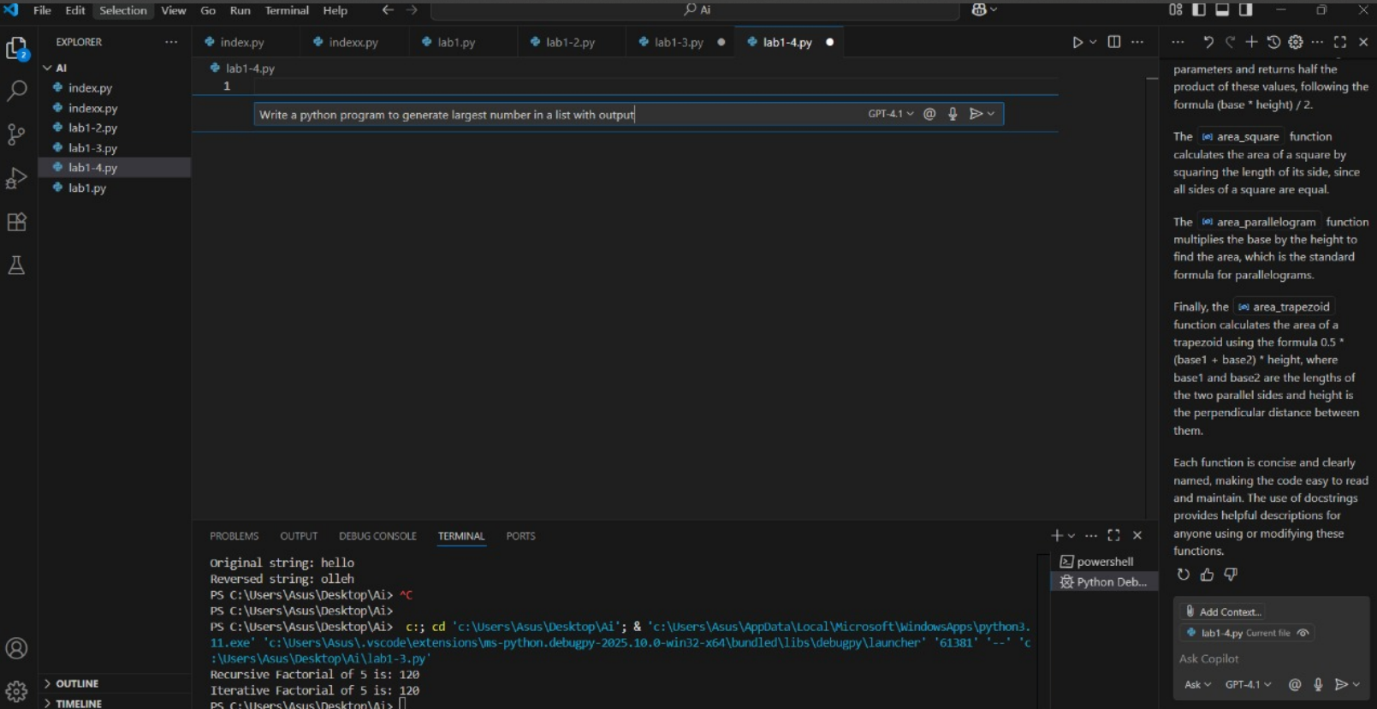 File Edit Selection View Go Run Terminal Help
Ai
EXPLORER
2
AI
index.py
indexx.py
lab1-2.py
lab1-3.py
lab1-4.py
lab1.py
OUTLINE
TIMELINE
index.py indexx.py lab1.py lab1-2.py lab1-3.py lab1-4.py
lab1-4.py
1
Write a python program to generate largest number in a list with output GPT-4.1
PROBLEMS OUTPUT DEBUG CONSOLE TERMINAL PORTS
Original string: hello
Reversed string: olleh
PS C:\Users\Asus\Desktop\Ai> ^C
PS C:\Users\Asus\Desktop\Ai>
PS C:\Users\Asus\Desktop\Ai> c:; cd 'c:\Users\Asus\Desktop\Ai'; & 'c:\Users\Asus\AppData\Local\Microsoft\WindowsApps\python3.
11.exe' 'c:\Users\Asus\.vscode\extensions\ms-python.debugpy-2025.10.0-win32-x64\bundled\libs\debugpy\launcher' '61381' '--' 'c
:\Users\Asus\Desktop\Ai\lab1-3.py'
Recursive Factorial of 5 is: 120
Iterative Factorial of 5 is: 120
PS C:\Users\Asus\Desktop\Ai>
powershell
Python Deb...
parameters and returns half the
product of these values, following the
formula (base * height) / 2.
The area_square function
calculates the area of a square by
squaring the length of its side, since
all sides of a square are equal.
The area_parallelogram function
multiplies the base by the height to
find the area, which is the standard
formula for parallelograms.
Finally, the area_trapezoid
function calculates the area of a
trapezoid using the formula 0.5 *
(base1 + base2) * height, where
base1 and base2 are the lengths of
the two parallel sides and height is
the perpendicular distance between
them.
Each function is concise and clearly
named, making the code easy to read
and maintain. The use of docstrings
provides helpful descriptions for
anyone using or modifying these
functions.
Add Context...
lab1-4.py Current file
Ask Copilot
Ask GPT-4.1